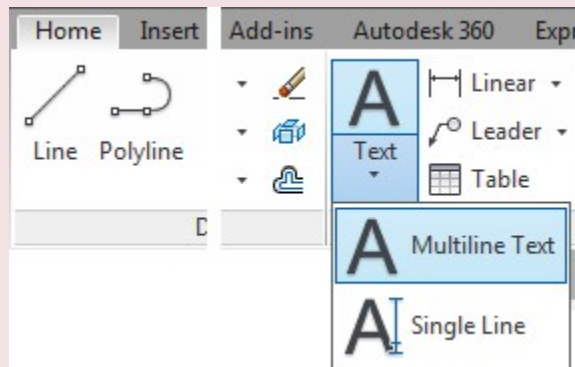 Home Insert Add-ins Autodesk 360
Line Polyline Text Linear
Leader
Table
Multiline Text
Single Line